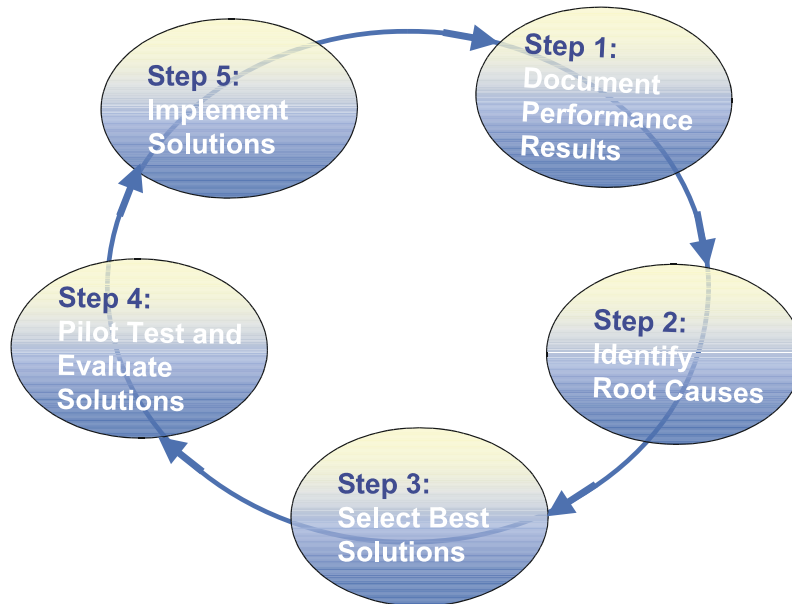 Step 1:
Document
Performance
Results
Step 2:
Identify
Root Causes
Step 3:
Select Best
Solutions
Step 4:
Pilot Test and
Evaluate
Solutions
Step 5:
Implement
Solutions